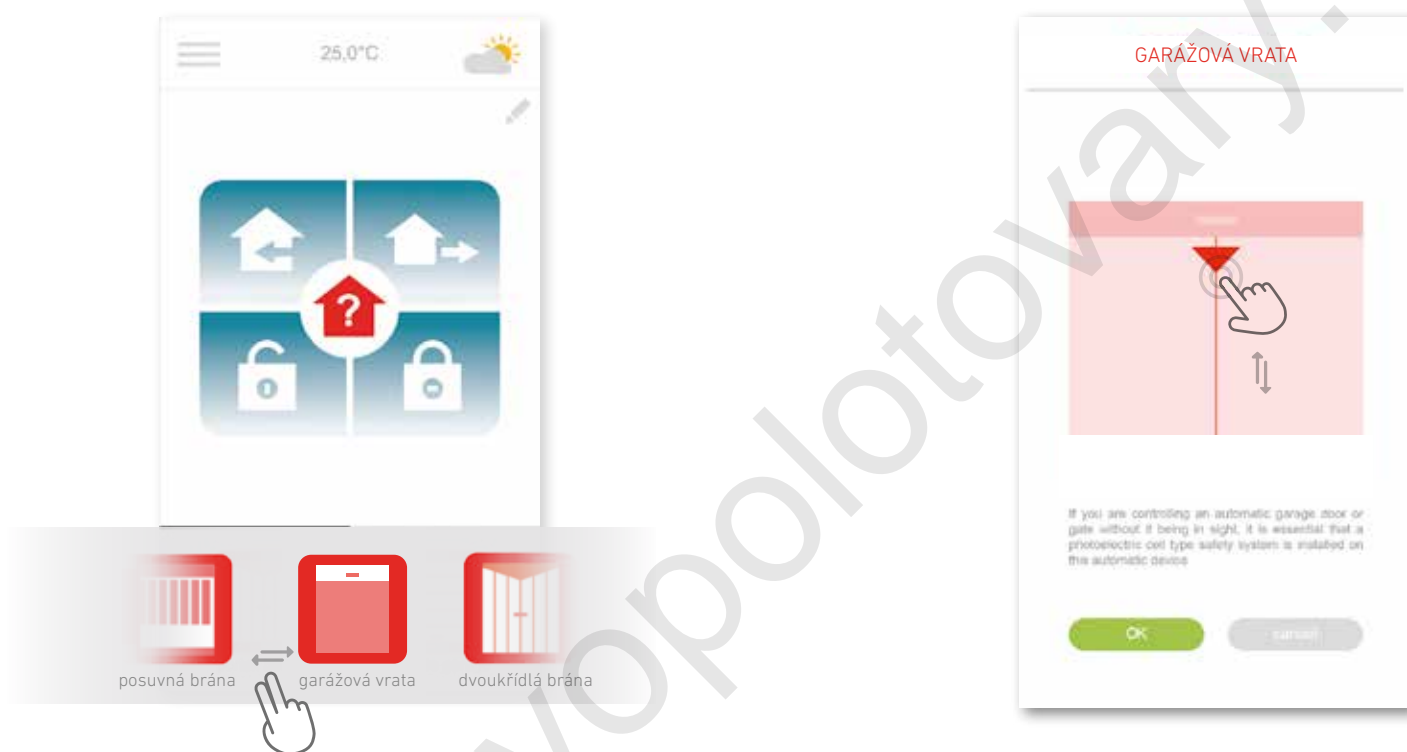 25,0°C
?
posuvná brána
garážová vrata
dvoukřídlá brána
GARÁŽOVÁ VRATA
If you are controlling an automatic garage door or
gate without it being in sight, it is essential that a
photoelectric cell type safety system is installed on
this automatic device
OK
cancel
vopolotovary.